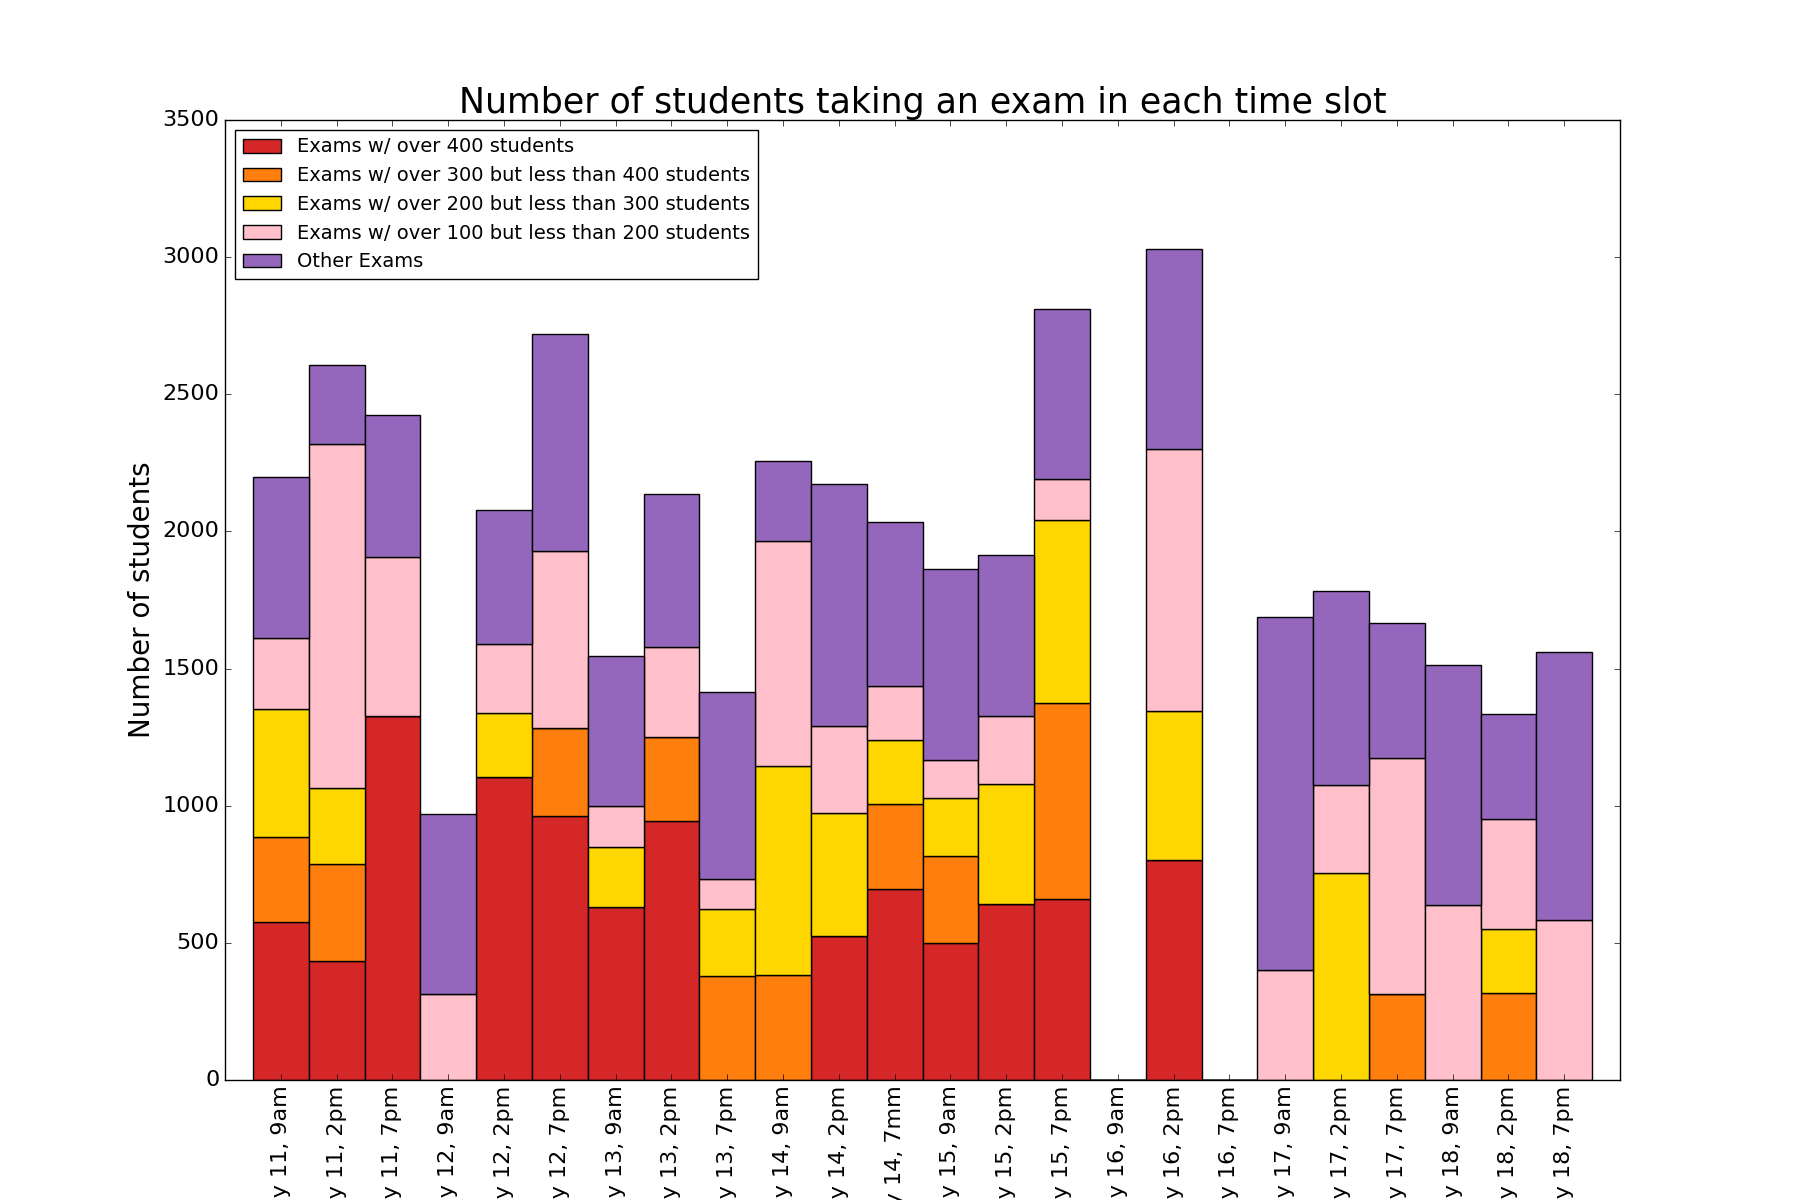 Number of students taking an exam in each time slot
3500
3000
2500
2000
1500
1000
500
0
Number of students
Exams w/ over 400 students
Exams w/ over 300 but less than 400 students
Exams w/ over 200 but less than 300 students
Exams w/ over 100 but less than 200 students
Other Exams
y 11, 9am
y 11, 2pm
y 11, 7pm
y 12, 9am
y 12, 2pm
y 12, 7pm
y 13, 9am
y 13, 2pm
y 13, 7pm
y 14, 9am
y 14, 2pm
y 14, 7mm
y 15, 9am
y 15, 2pm
y 15, 7pm
y 16, 9am
y 16, 2pm
y 16, 7pm
y 17, 9am
y 17, 2pm
y 17, 7pm
y 18, 9am
y 18, 2pm
y 18, 7pm